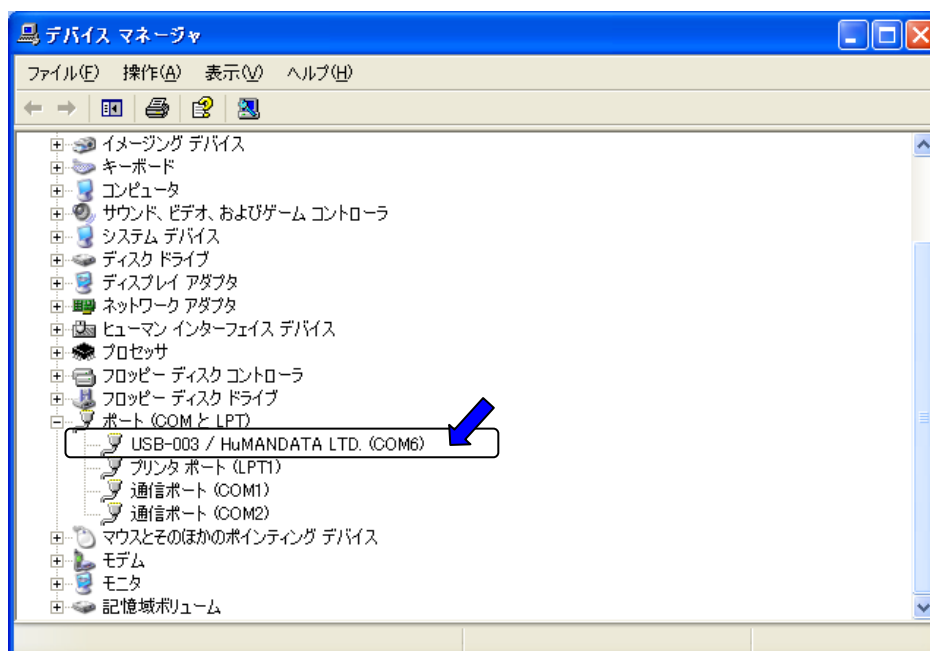 デバイス マネージャ
ファイル(F) 操作(A) 表示(V) ヘルプ(H)
イメージング デバイス
キーボード
コンピュータ
サウンド、ビデオ、およびゲーム コントローラ
システム デバイス
ディスク ドライブ
ディスプレイ アダプタ
ネットワーク アダプタ
ヒューマン インターフェイス デバイス
プロセッサ
フロッピー ディスク コントローラ
フロッピー ディスク ドライブ
ポート (COM と LPT)
USB-003 / HuMANDATA LTD. (COM6)
プリンタ ポート (LPT1)
通信ポート (COM1)
通信ポート (COM2)
マウスとそのほかのポインティング デバイス
モデム
モニタ
記憶域ボリューム